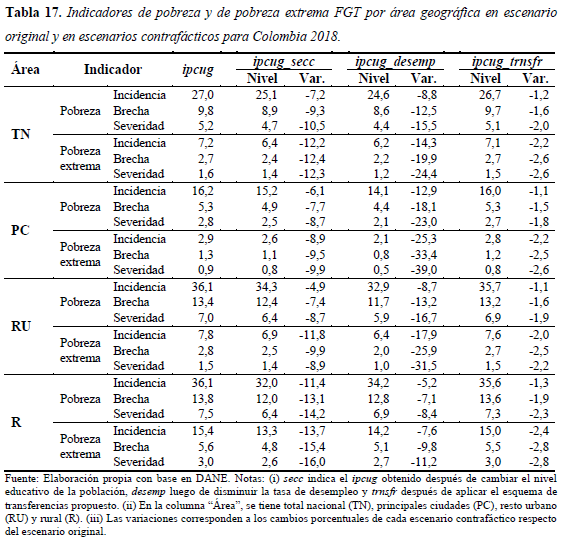 Tabla 17. Indicadores de pobreza y de pobreza extrema FGT por área geográfica en escenario
original y en escenarios contrafácticos para Colombia 2018.
Área Indicador ipcug ipcug_secc ipcug_desemp ipcug_trnsfr
Nivel Var. Nivel Var. Nivel Var.
TN Pobreza Incidencia 27,0 25,1 -7,2 24,6 -8,8 26,7 -1,2
Brecha 9,8 8,9 -9,3 8,6 -12,5 9,7 -1,6
Severidad 5,2 4,7 -10,5 4,4 -15,5 5,1 -2,0
Pobreza extrema Incidencia 7,2 6,4 -12,2 6,2 -14,3 7,1 -2,2
Brecha 2,7 2,4 -12,4 2,2 -19,9 2,7 -2,6
Severidad 1,6 1,4 -12,3 1,2 -24,4 1,5 -2,6
PC Pobreza Incidencia 16,2 15,2 -6,1 14,1 -12,9 16,0 -1,1
Brecha 5,3 4,9 -7,7 4,4 -18,1 5,3 -1,5
Severidad 2,8 2,5 -8,7 2,1 -23,0 2,7 -1,8
Pobreza extrema Incidencia 2,9 2,6 -8,9 2,1 -25,3 2,8 -2,2
Brecha 1,3 1,1 -9,5 0,8 -33,4 1,2 -2,5
Severidad 0,9 0,8 -9,9 0,5 -39,0 0,8 -2,6
RU Pobreza Incidencia 36,1 34,3 -4,9 32,9 -8,7 35,7 -1,1
Brecha 13,4 12,4 -7,4 11,7 -13,2 13,2 -1,6
Severidad 7,0 6,4 -8,7 5,9 -16,7 6,9 -1,9
Pobreza extrema Incidencia 7,8 6,9 -11,8 6,4 -17,9 7,6 -2,0
Brecha 2,8 2,5 -9,9 2,0 -25,9 2,7 -2,5
Severidad 1,5 1,4 -8,9 1,0 -31,5 1,5 -2,2
R Pobreza Incidencia 36,1 32,0 -11,4 34,2 -5,2 35,6 -1,3
Brecha 13,8 12,0 -13,1 12,8 -7,1 13,6 -1,9
Severidad 7,5 6,4 -14,2 6,9 -8,4 7,3 -2,3
Pobreza extrema Incidencia 15,4 13,3 -13,7 14,2 -7,6 15,0 -2,4
Brecha 5,6 4,8 -15,4 5,1 -9,8 5,5 -2,8
Severidad 3,0 2,6 -16,0 2,7 -11,2 3,0 -2,8
Fuente: Elaboración propia con base en DANE. Notas: (i) secc indica el ipcug obtenido después de cambiar el nivel
educativo de la población, desemp luego de disminuir la tasa de desempleo y trnsfr después de aplicar el esquema de
transferencias propuesto. (ii) En la columna “Área”, se tiene total nacional (TN), principales ciudades (PC), resto urbano
(RU) y rural (R). (iii) Las variaciones corresponden a los cambios porcentuales de cada escenario contrafáctico respecto
del escenario original.